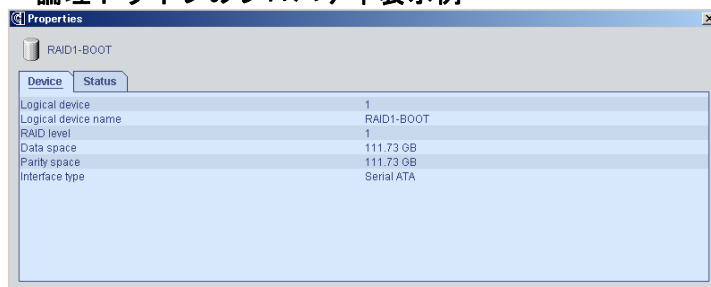 Properties
RAID1-BOOT
Device Status
Logical device 1
Logical device name RAID1-BOOT
RAID level 1
Data space 111.73 GB
Parity space 111.73 GB
Interface type Serial ATA